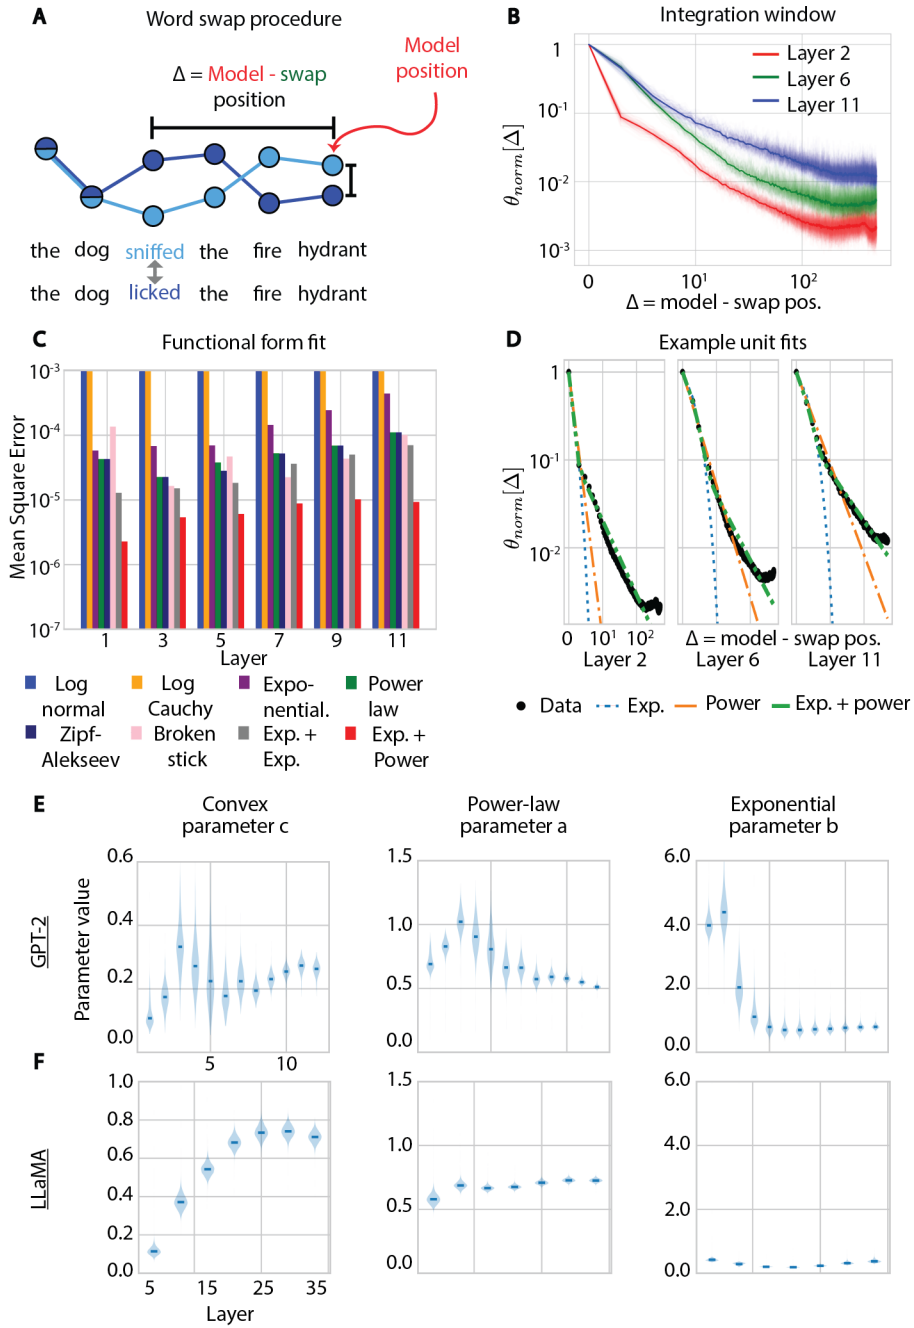 A
Word swap procedure
Δ = Model - swap
position
Model
position
the dog sniffed the fire hydrant
the dog licked the fire hydrant
B
Integration window
Layer 2
Layer 6
Layer 11
1
10-1
10-2
10-3
θnorm[Δ]
0 10¹ 10²
Δ = model - swap pos.
C
Functional form fit
Mean Square Error
10-3
10-4
10-5
10-6
10-7
1 3 5 7 9 11
Layer
Log
normal
Log
Cauchy
Expo-
nential.
Power
law
Zipf-
Alekseev
Broken
stick
Exp. +
Exp.
Exp. +
Power
D
Example unit fits
θnorm[Δ]
1
10-1
10-2
0 10¹ 10²
Δ = model - swap pos.
Layer 2 Layer 6 Layer 11
Data Exp. Power Exp. + power
E
Convex
parameter c
Power-law
parameter a
Exponential
parameter b
GPT-2
Parameter value
0.6
0.4
0.2
0.0
5 10
1.5
1.0
0.5
0.0
6.0
4.0
2.0
0.0
F
LLaMA
1.0
0.8
0.6
0.4
0.2
0.0
5 15 25 35
Layer
1.5
1.0
0.5
0.0
6.0
4.0
2.0
0.0